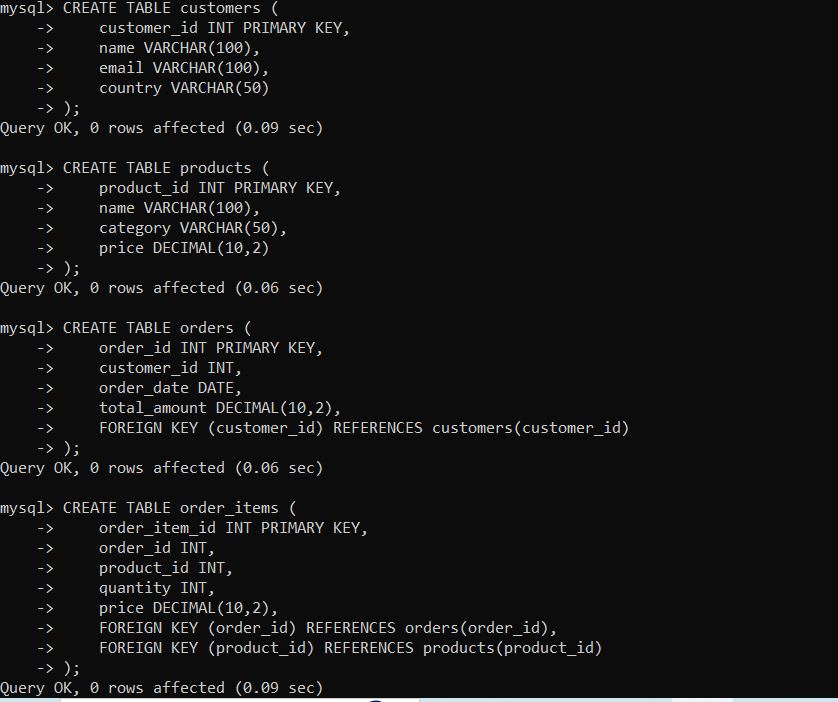 mysql> CREATE TABLE customers (
    ->     customer_id INT PRIMARY KEY,
    ->     name VARCHAR(100),
    ->     email VARCHAR(100),
    ->     country VARCHAR(50)
    -> );
Query OK, 0 rows affected (0.09 sec)

mysql> CREATE TABLE products (
    ->     product_id INT PRIMARY KEY,
    ->     name VARCHAR(100),
    ->     category VARCHAR(50),
    ->     price DECIMAL(10,2)
    -> );
Query OK, 0 rows affected (0.06 sec)

mysql> CREATE TABLE orders (
    ->     order_id INT PRIMARY KEY,
    ->     customer_id INT,
    ->     order_date DATE,
    ->     total_amount DECIMAL(10,2),
    ->     FOREIGN KEY (customer_id) REFERENCES customers(customer_id)
    -> );
Query OK, 0 rows affected (0.06 sec)

mysql> CREATE TABLE order_items (
    ->     order_item_id INT PRIMARY KEY,
    ->     order_id INT,
    ->     product_id INT,
    ->     quantity INT,
    ->     price DECIMAL(10,2),
    ->     FOREIGN KEY (order_id) REFERENCES orders(order_id),
    ->     FOREIGN KEY (product_id) REFERENCES products(product_id)
    -> );
Query OK, 0 rows affected (0.09 sec)